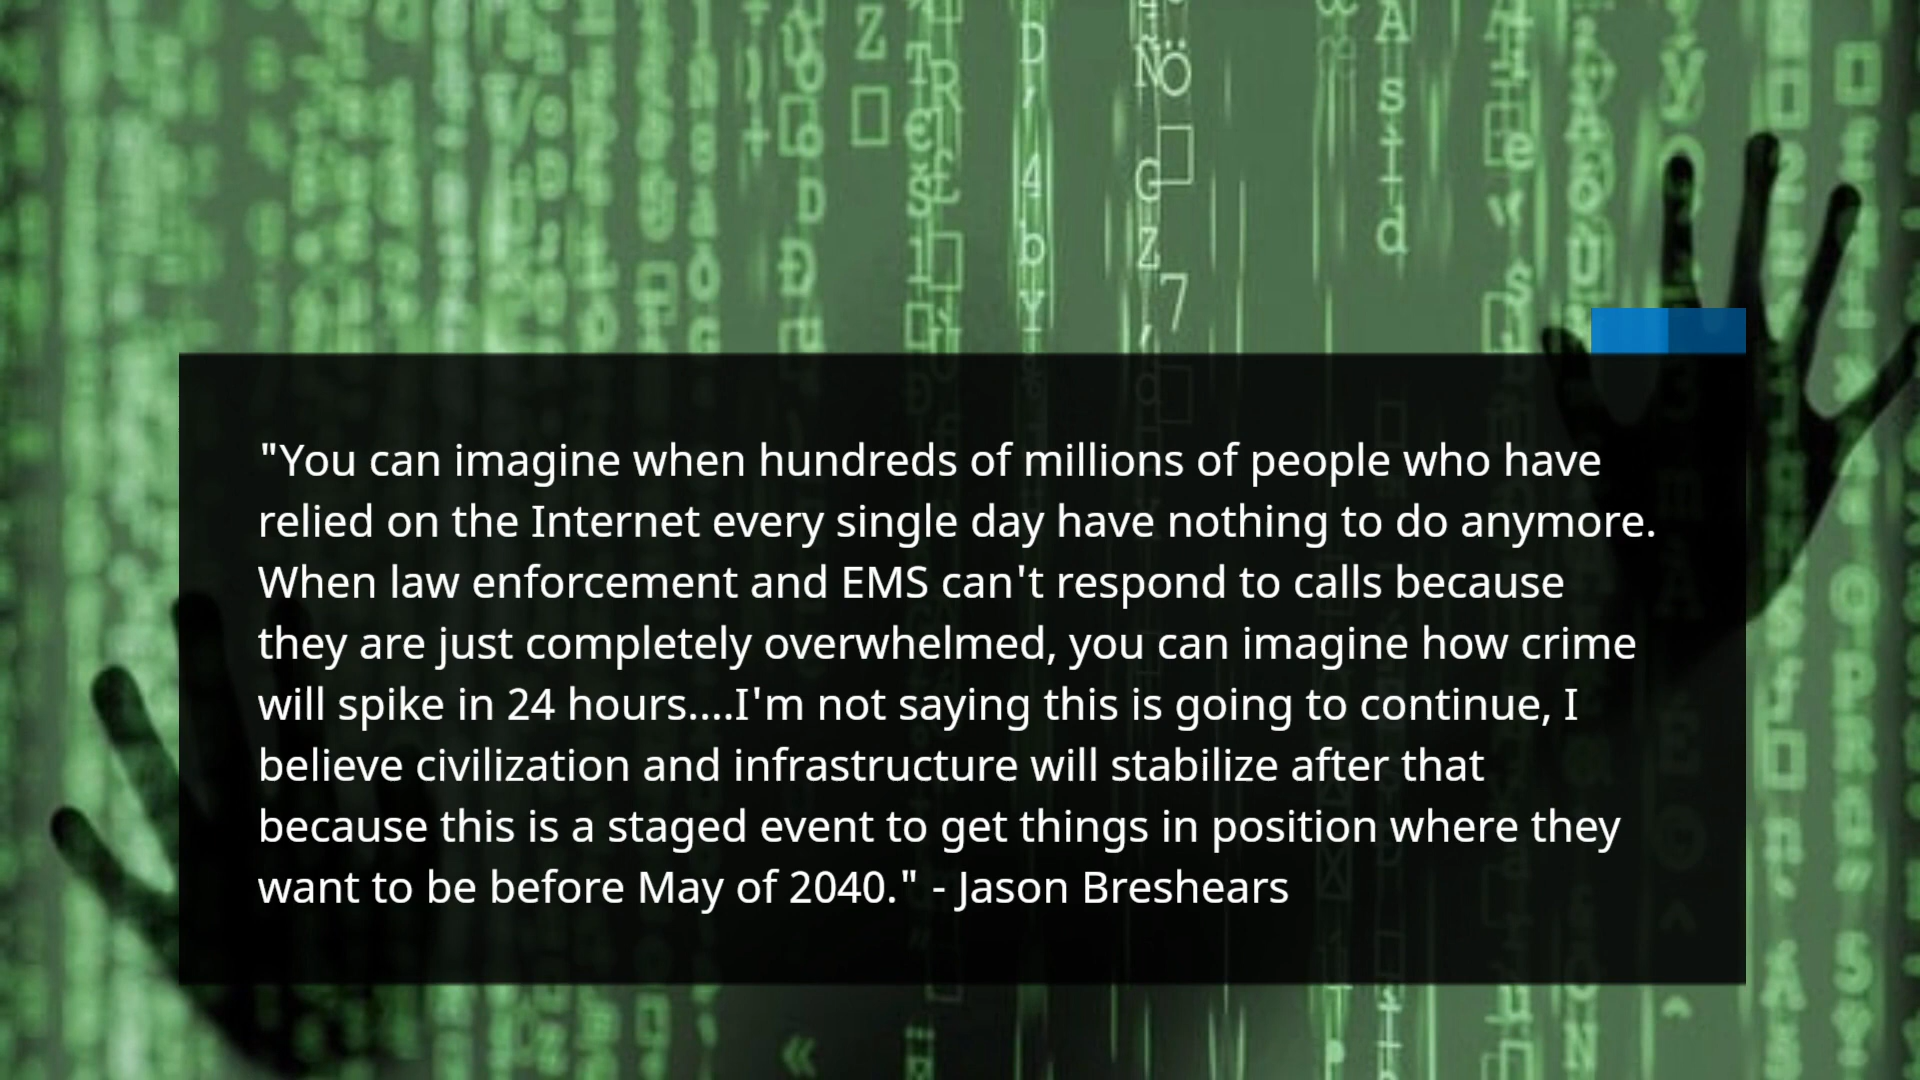 "You can imagine when hundreds of millions of people who have
relied on the Internet every single day have nothing to do anymore.
When law enforcement and EMS can't respond to calls because
they are just completely overwhelmed, you can imagine how crime
will spike in 24 hours....I'm not saying this is going to continue, I
believe civilization and infrastructure will stabilize after that
because this is a staged event to get things in position where they
want to be before May of 2040." - Jason Breshears